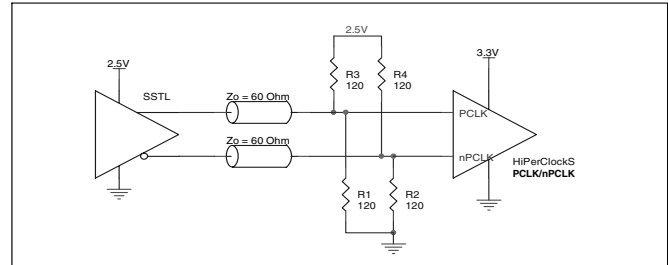 2.5V
3.3V
2.5V
R3
120
R4
120
SSTL
Zo = 60 Ohm
PCLK
Zo = 60 Ohm
nPCLK
HiPerClockS
PCLK/nPCLK
R1
120
R2
120